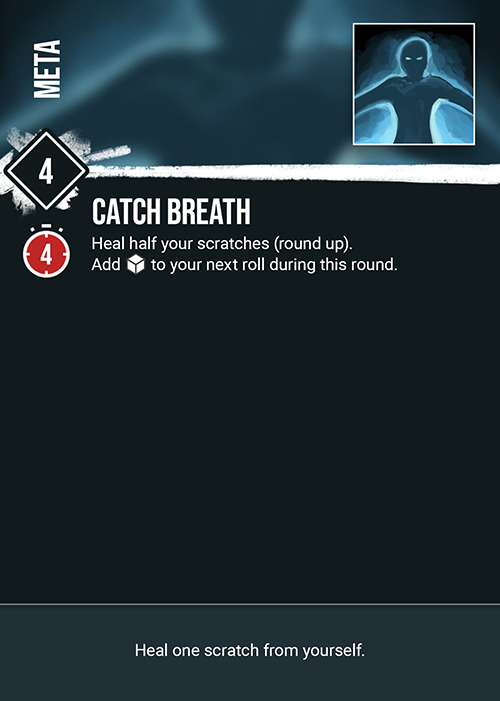 META
4
CATCH BREATH
4
Heal half your scratches (round up).
Add to your next roll during this round.
Heal one scratch from yourself.